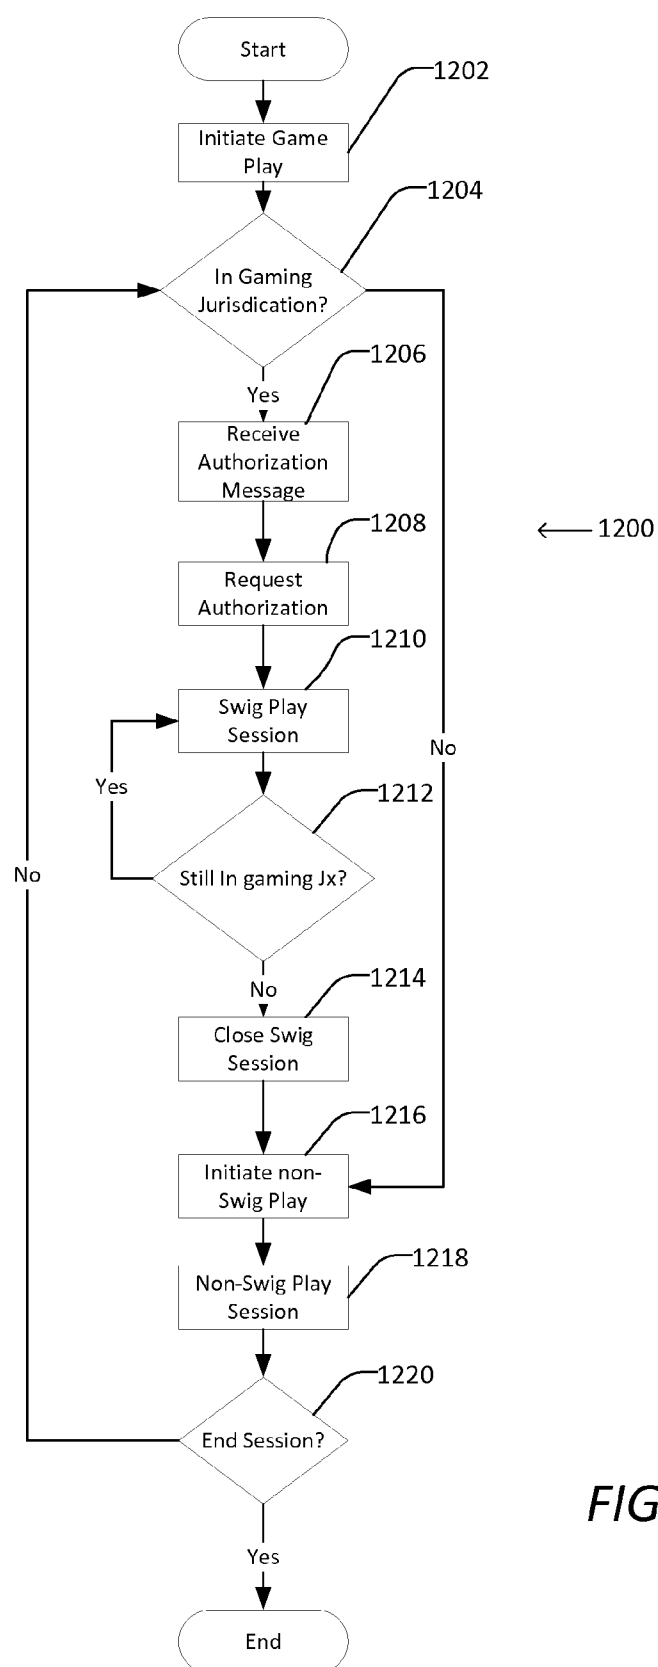 Start
1202
Initiate Game
Play
1204
In Gaming
Jurisdication?
1206
Yes
Receive
Authorization
Message
1208
1200
Request
Authorization
1210
Swig Play
Session
No
Yes
1212
Still In gaming Jx?
No
1214
No
Close Swig
Session
1216
Initiate non-
Swig Play
1218
Non-Swig Play
Session
1220
End Session?
FIG
Yes
End